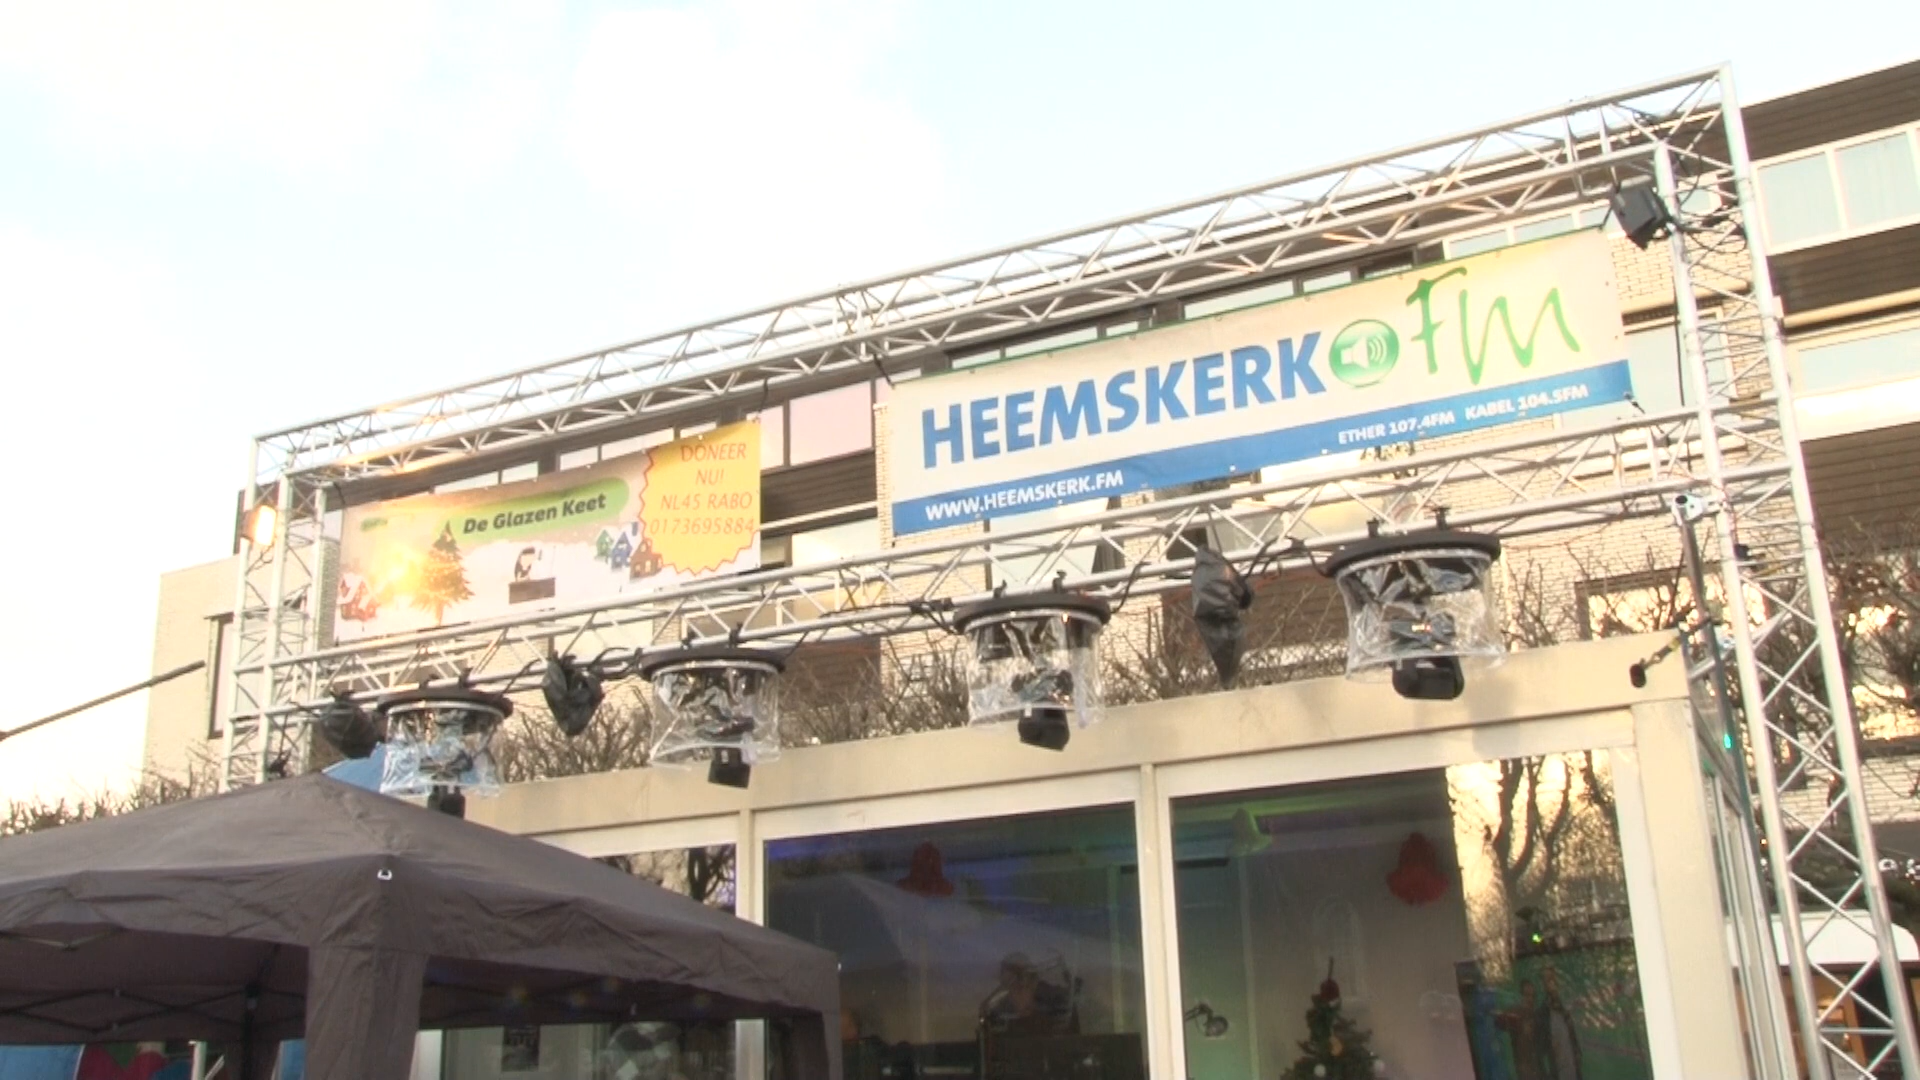 De Glazen Keet
DONEER
NU!
NL45 RABO
0173695884
HEEMSKERK FM
ETHER 107.4FM KABEL 104.5FM
WWW.HEEMSKERK.FM